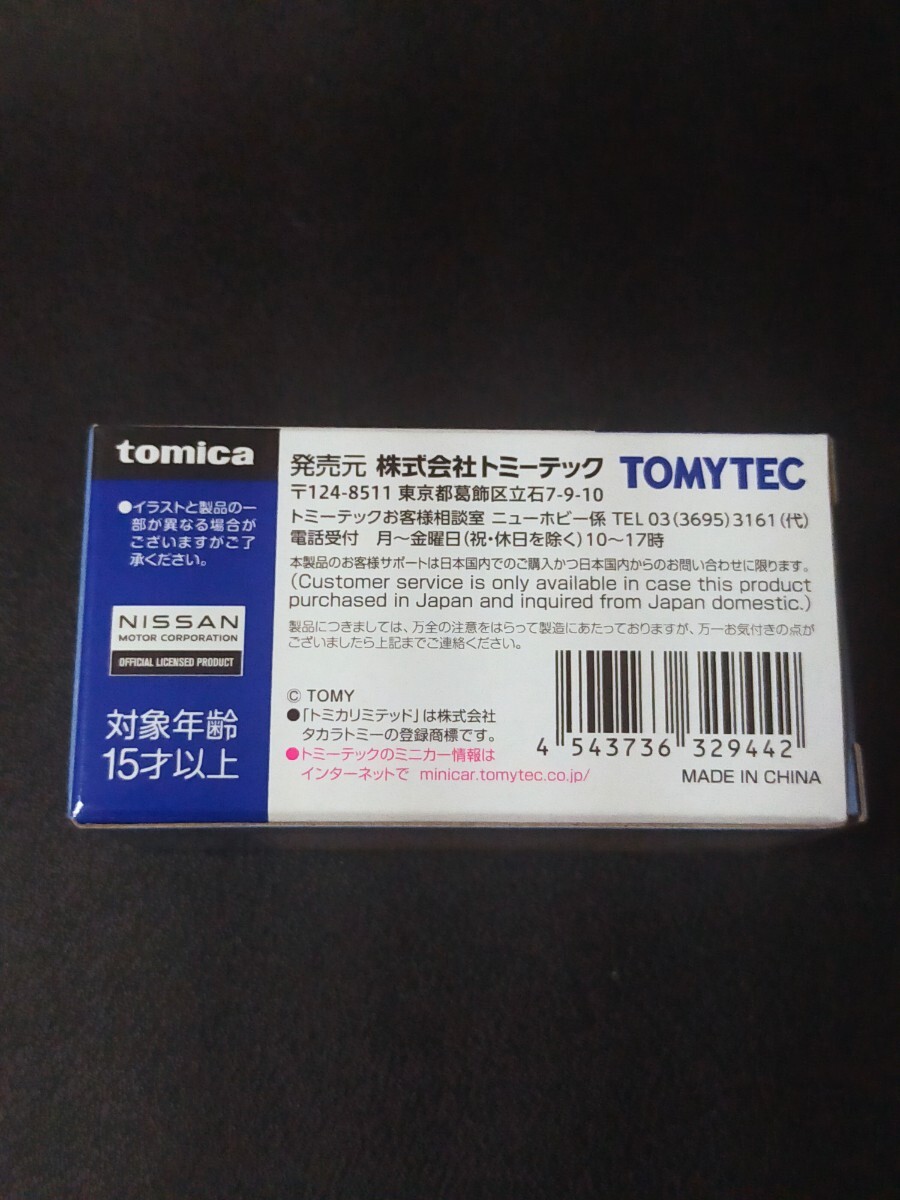 tomica
●イラストと製品の一
部が異なる場合が
ございますがご了
承ください。
NISSAN
MOTOR CORPORATION
OFFICIAL LICENSED PRODUCT
対象年齢
15才以上
発売元 株式会社トミーテック TOMYTEC
〒124-8511 東京都葛飾区立石7-9-10
トミーテックお客様相談室 ニューホビー係 TEL 03(3695)3161(代)
電話受付 月〜金曜日(祝・休日を除く)10〜17時
本製品のお客様サポートは日本国内でのご購入かつ日本国内からのお問い合わせに限ります。
(Customer service is only available in case this product
purchased in Japan and inquired from Japan domestic.)
製品につきましては、万全の注意をはらって製造にあたっておりますが、万一お気付きの点が
ございましたら上記までご連絡ください。
© TOMY
●「トミカリミテッド」は株式会社
タカラトミーの登録商標です。
●トミーテックのミニカー情報は
インターネットで minicar.tomytec.co.jp/
4 543736 329442
MADE IN CHINA